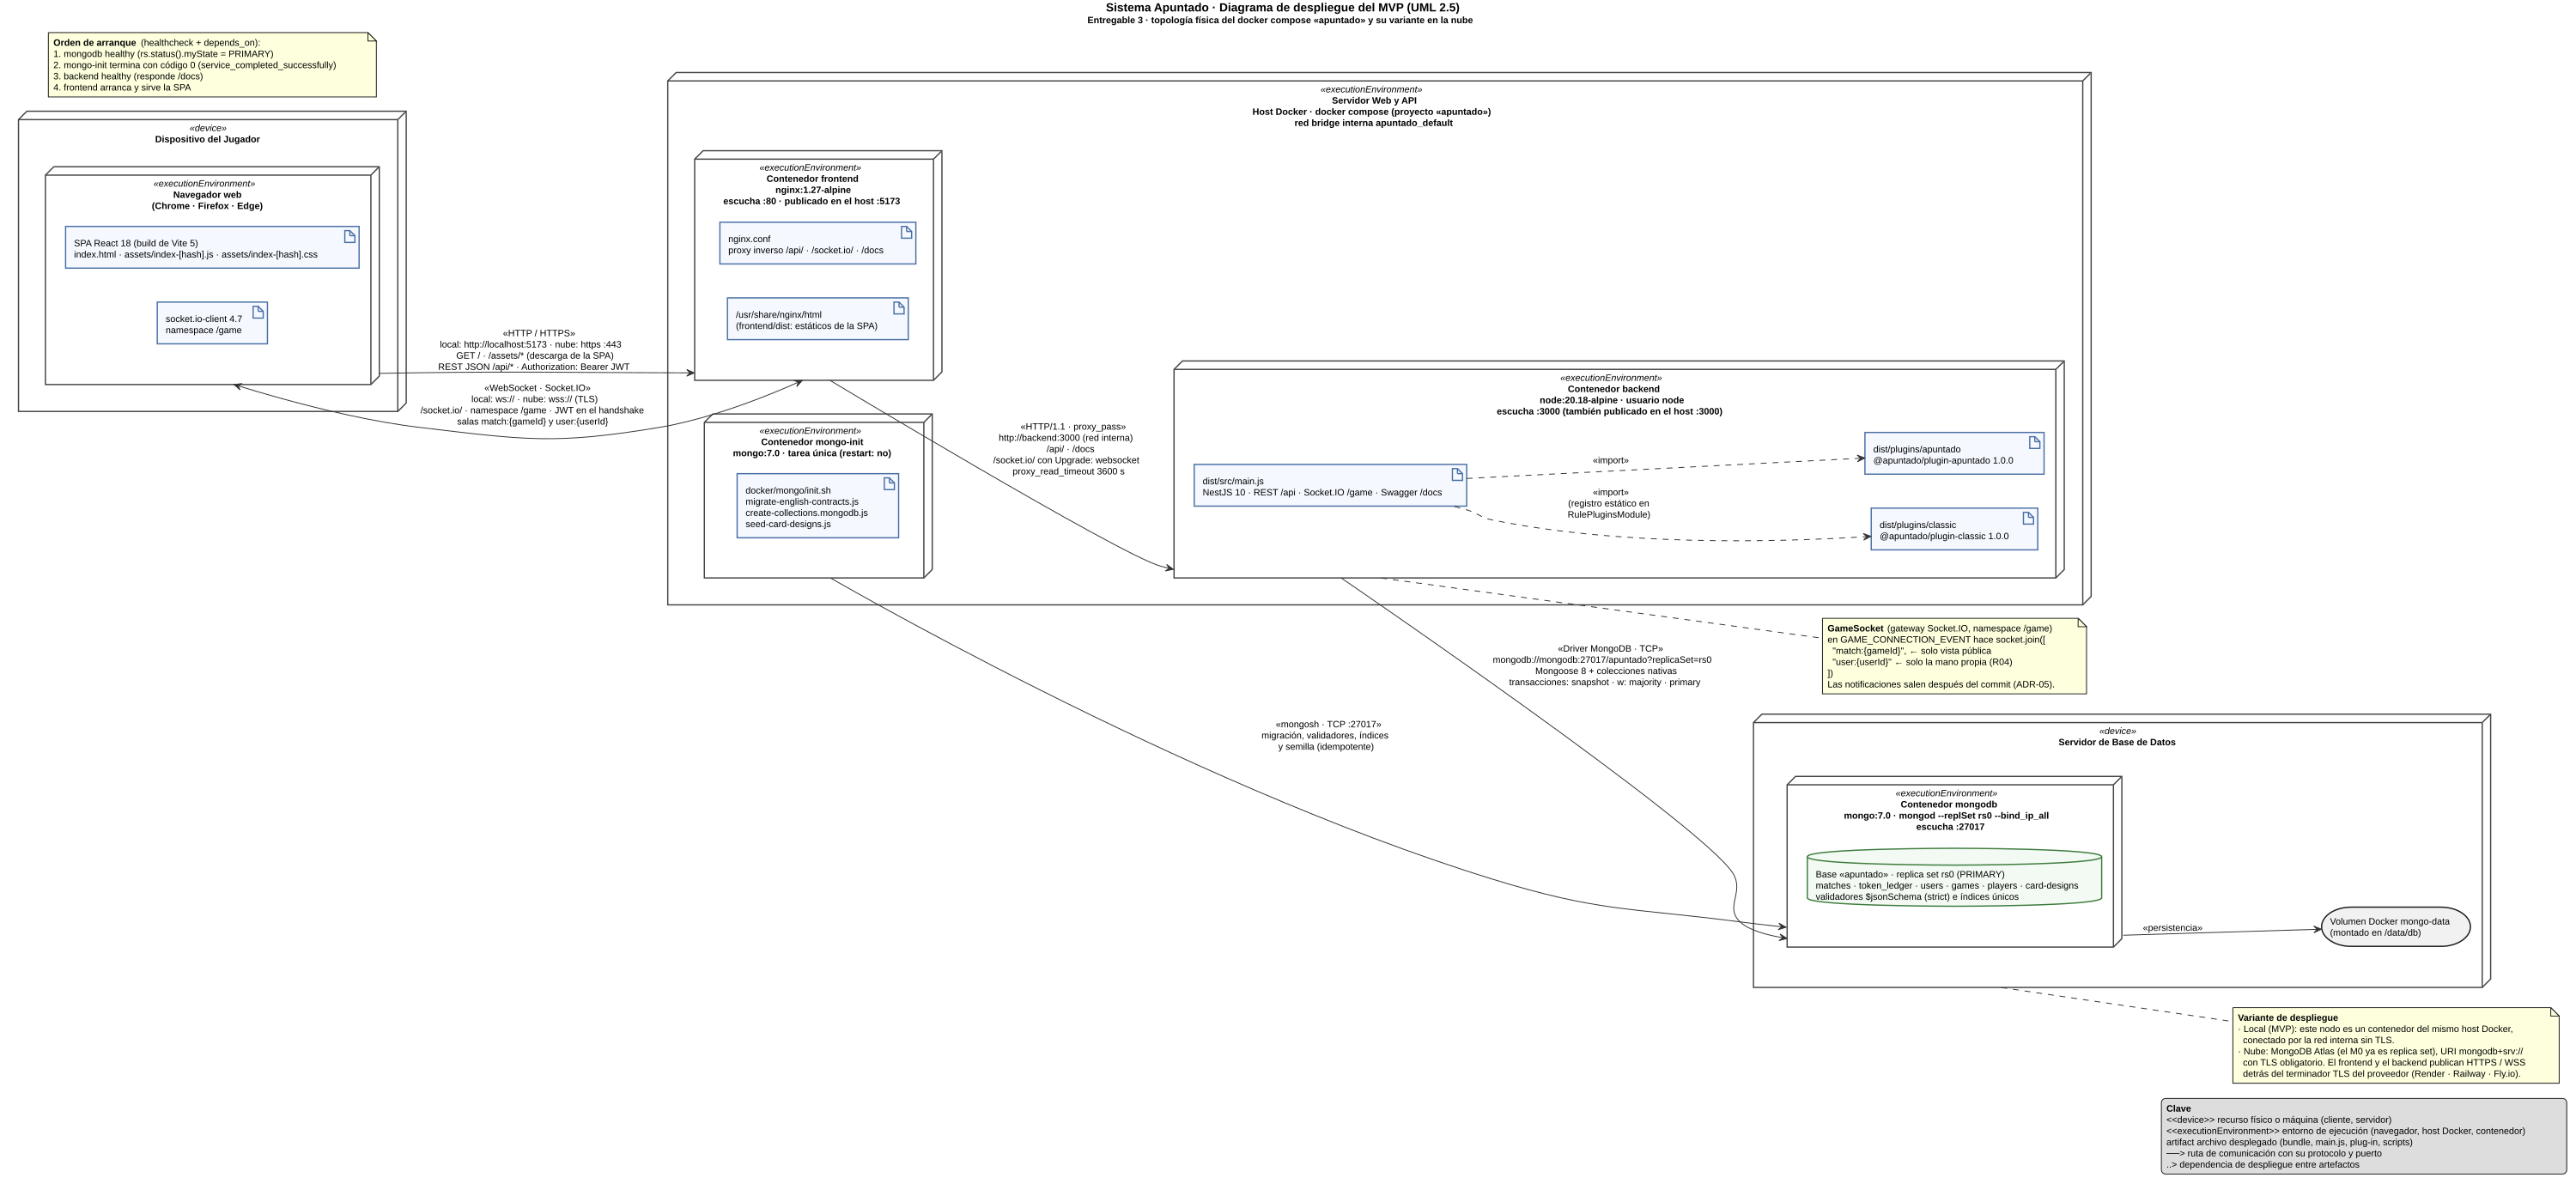 Sistema Apuntado · Diagrama de despliegue del MVP (UML 2.5)
Entregable 3 · topología física del docker compose «apuntado» y su variante en la nube
Orden de arranque (healthcheck + depends_on):
1. mongodb healthy (rs.status().myState = PRIMARY)
2. mongo-init termina con código 0 (service_completed_successfully)
3. backend healthy (responde /docs)
4. frontend arranca y sirve la SPA
«device»
Dispositivo del Jugador
«executionEnvironment»
Navegador web
(Chrome · Firefox · Edge)
SPA React 18 (build de Vite 5)
index.html · assets/index-[hash].js · assets/index-[hash].css
socket.io-client 4.7
namespace /game
«HTTP / HTTPS»
local: http://localhost:5173 · nube: https :443
GET / · /assets/* (descarga de la SPA)
REST JSON /api/* · Authorization: Bearer JWT
«WebSocket · Socket.IO»
local: ws:// · nube: wss:// (TLS)
/socket.io/ · namespace /game · JWT en el handshake
salas match:{gameId} y user:{userId}
«executionEnvironment»
Servidor Web y API
Host Docker · docker compose (proyecto «apuntado»)
red bridge interna apuntado_default
«executionEnvironment»
Contenedor frontend
nginx:1.27-alpine
escucha :80 · publicado en el host :5173
nginx.conf
proxy inverso /api/ · /socket.io/ · /docs
/usr/share/nginx/html
(frontend/dist: estáticos de la SPA)
«executionEnvironment»
Contenedor mongo-init
mongo:7.0 · tarea única (restart: no)
docker/mongo/init.sh
migrate-english-contracts.js
create-collections.mongodb.js
seed-card-designs.js
«HTTP/1.1 · proxy_pass»
http://backend:3000 (red interna)
/api/ · /docs
/socket.io/ con Upgrade: websocket
proxy_read_timeout 3600 s
«executionEnvironment»
Contenedor backend
node:20.18-alpine · usuario node
escucha :3000 (también publicado en el host :3000)
dist/src/main.js
NestJS 10 · REST /api · Socket.IO /game · Swagger /docs
«import»
«import»
(registro estático en
RulePluginsModule)
dist/plugins/apuntado
@apuntado/plugin-apuntado 1.0.0
dist/plugins/classic
@apuntado/plugin-classic 1.0.0
GameSocket (gateway Socket.IO, namespace /game)
en GAME_CONNECTION_EVENT hace socket.join([
"match:{gameId}", ← solo vista pública
"user:{userId}" ← solo la mano propia (R04)
])
Las notificaciones salen después del commit (ADR-05).
«Driver MongoDB · TCP»
mongodb://mongodb:27017/apuntado?replicaSet=rs0
Mongoose 8 + colecciones nativas
transacciones: snapshot · w: majority · primary
«mongosh · TCP :27017»
migración, validadores, índices
y semilla (idempotente)
«device»
Servidor de Base de Datos
«executionEnvironment»
Contenedor mongodb
mongo:7.0 · mongod --replSet rs0 --bind_ip_all
escucha :27017
Base «apuntado» · replica set rs0 (PRIMARY)
matches · token_ledger · users · games · players · card-designs
validadores $jsonSchema (strict) e índices únicos
«persistencia»
Volumen Docker mongo-data
(montado en /data/db)
Variante de despliegue
· Local (MVP): este nodo es un contenedor del mismo host Docker,
conectado por la red interna sin TLS.
· Nube: MongoDB Atlas (el M0 ya es replica set), URI mongodb+srv://
con TLS obligatorio. El frontend y el backend publican HTTPS / WSS
detrás del terminador TLS del proveedor (Render · Railway · Fly.io).
Clave
<<device>> recurso físico o máquina (cliente, servidor)
<<executionEnvironment>> entorno de ejecución (navegador, host Docker, contenedor)
artifact archivo desplegado (bundle, main.js, plug-in, scripts)
──> ruta de comunicación con su protocolo y puerto
..> dependencia de despliegue entre artefactos